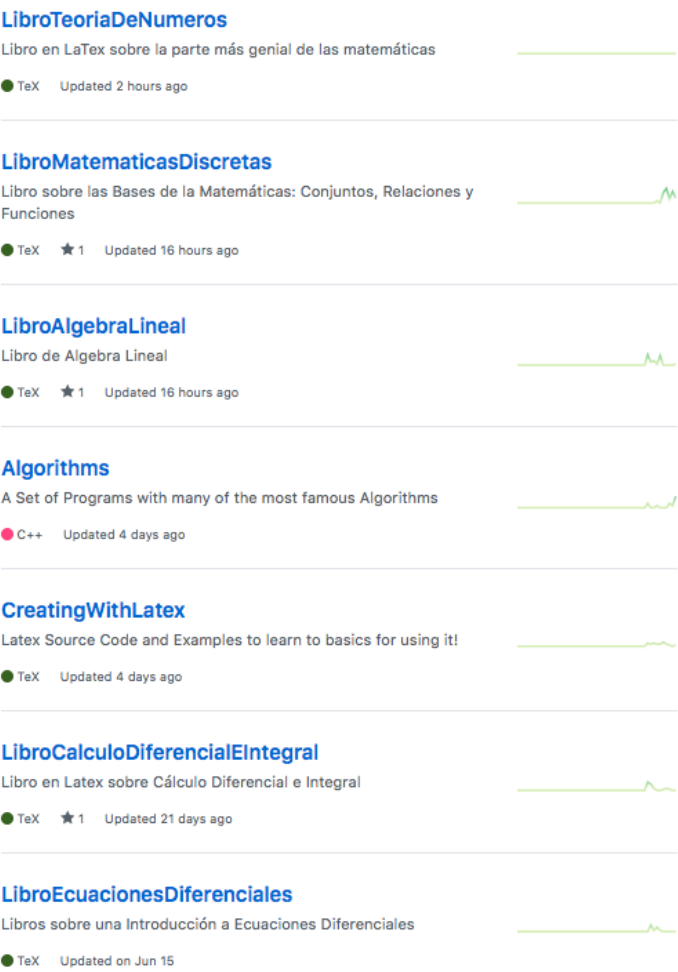 LibroTeoriaDeNumeros
Libro en LaTex sobre la parte más genial de las matemáticas
TeX Updated 2 hours ago
LibroMatematicasDiscretas
Libro sobre las Bases de la Matemáticas: Conjuntos, Relaciones y
Funciones
TeX ★ 1 Updated 16 hours ago
LibroAlgebraLineal
Libro de Algebra Lineal
TeX ★ 1 Updated 16 hours ago
Algorithms
A Set of Programs with many of the most famous Algorithms
C++ Updated 4 days ago
CreatingWithLatex
Latex Source Code and Examples to learn to basics for using it!
TeX Updated 4 days ago
LibroCalculoDiferencialEIntegral
Libro en Latex sobre Cálculo Diferencial e Integral
TeX ★ 1 Updated 21 days ago
LibroEcuacionesDiferenciales
Libros sobre una Introducción a Ecuaciones Diferenciales
TeX Updated on Jun 15